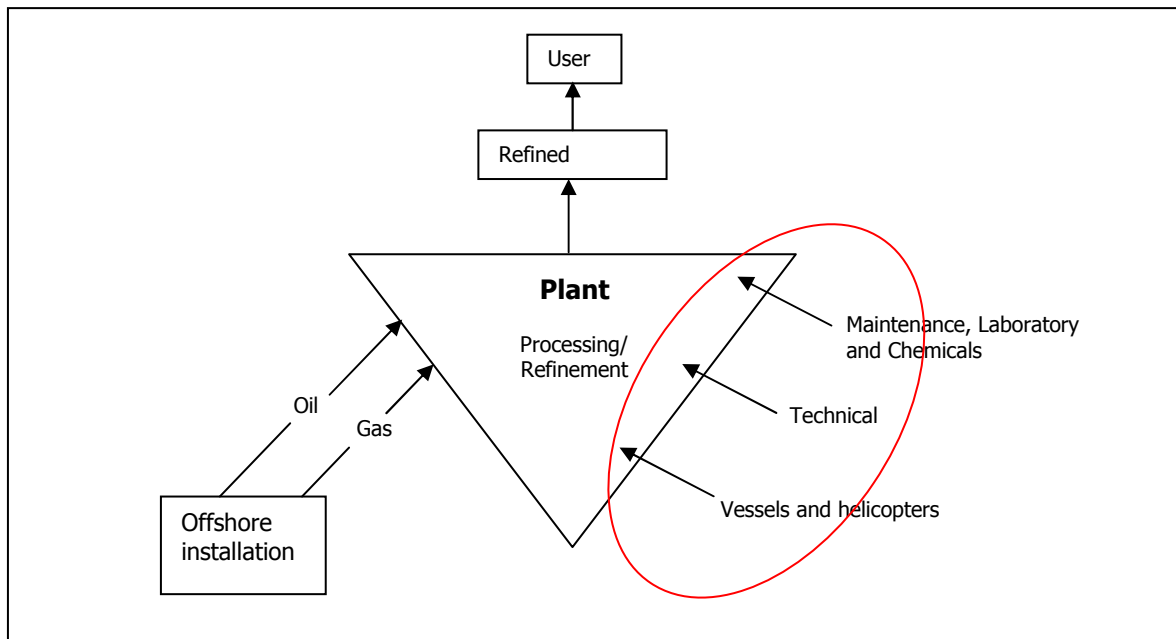 User
Refined
Plant
Processing/
Refinement
Maintenance, Laboratory
and Chemicals
Technical
Oil
Gas
Vessels and helicopters
Offshore
installation